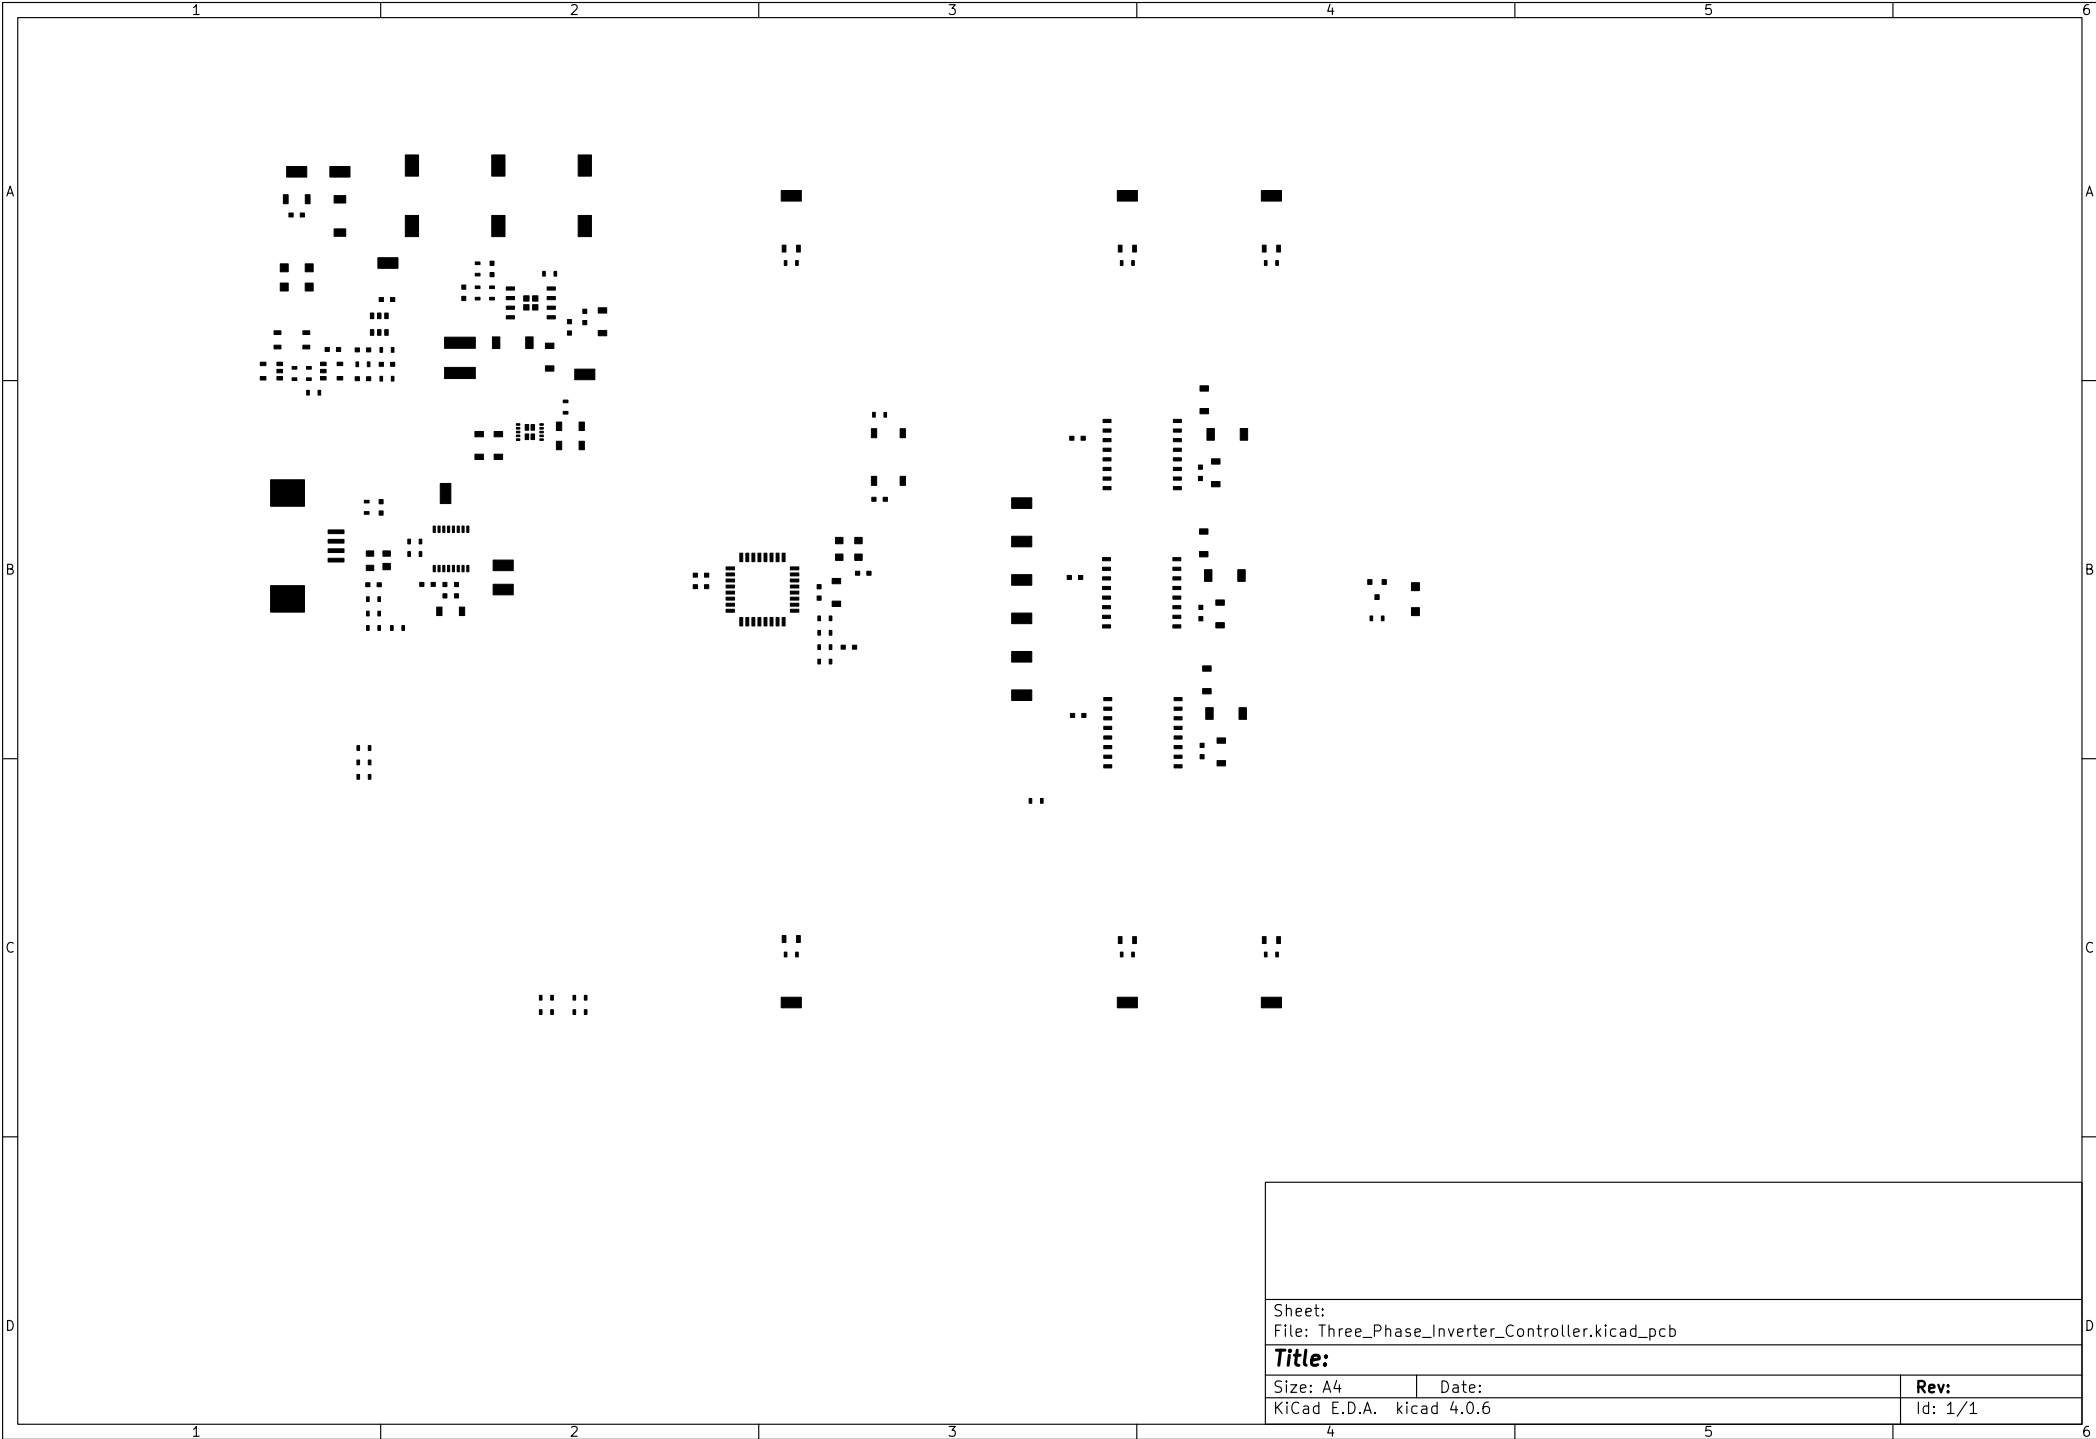 1 2 3 4 5 6
A A
B B
C C
D D
Sheet:
File: Three_Phase_Inverter_Controller.kicad_pcb
Title:
Size: A4 Date: Rev:
KiCad E.D.A. kicad 4.0.6 Id: 1/1
1 2 3 4 5 6